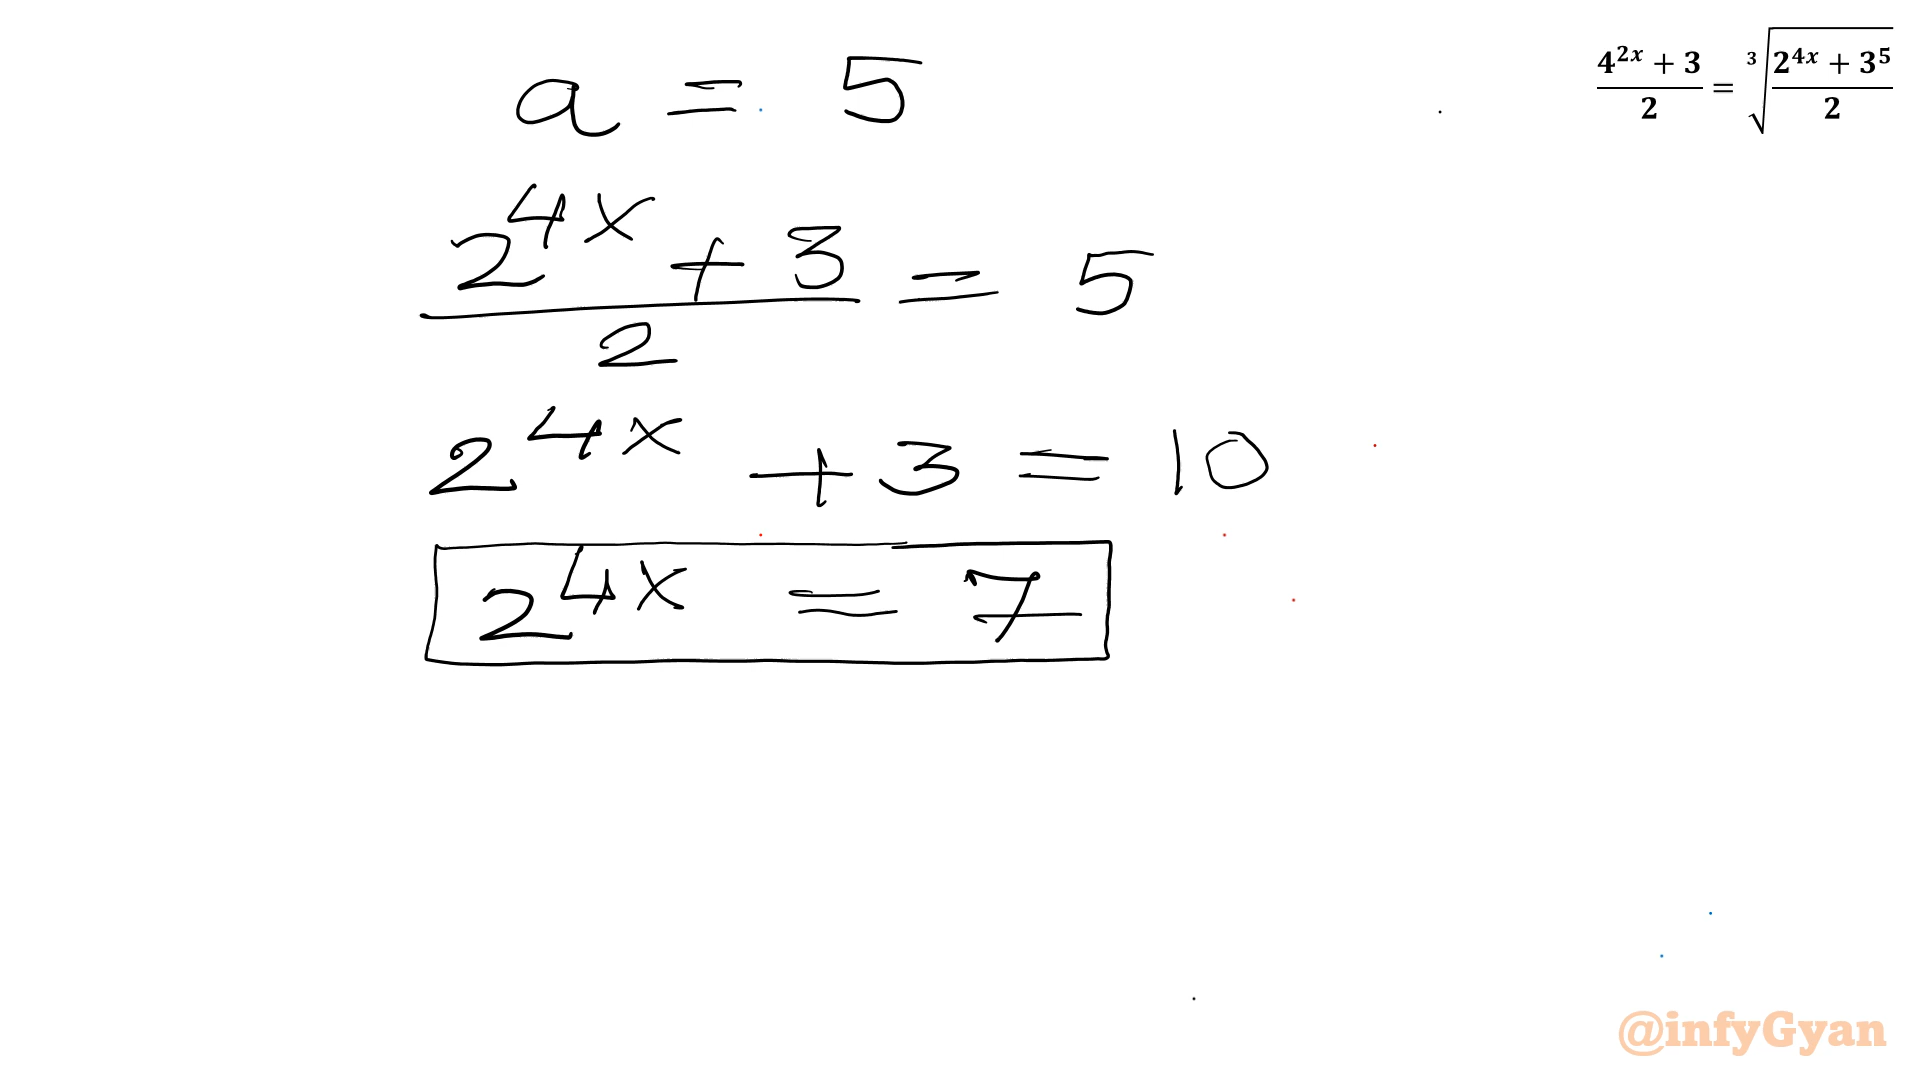 a = 5
(2^{4x} + 3)/2 = 5
2^{4x} + 3 = 10
2^{4x} = 7
(4^{2x} + 3)/2 = ∛((2^{4x} + 3^5)/2)
@infyGyan